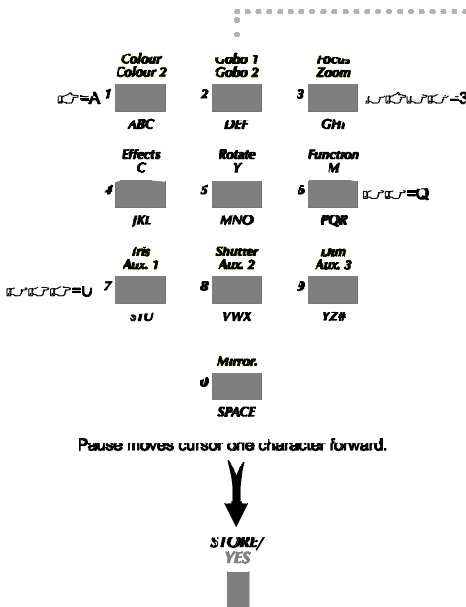 Colour Gobo 1 Focus
Colour 2 Gobo 2 Zoom
=A 1 2 3 =3
ABC DEF GHI
Effects Rotate Function
C Y M
4 5 6 =Q
JKL MNO PQR
Iris Shutter Dim
Aux. 1 Aux. 2 Aux. 3
=U 7 8 9
STU VWX YZ#
Mirror.
0
SPACE
Pause moves cursor one character forward.
STORE/
YES